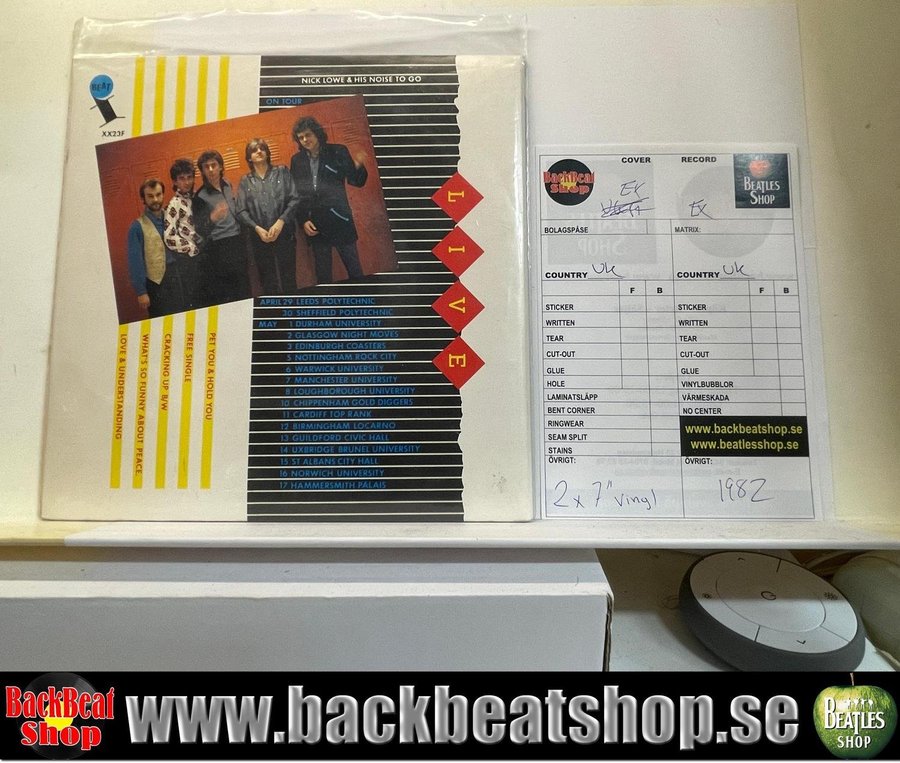 BEAT
XX23F
NICK LOWE & HIS NOISE TO GO
ON TOUR
LIVE
APRIL 29 LEEDS POLYTECHNIC
30 SHEFFIELD POLYTECHNIC
MAY 1 DURHAM UNIVERSITY
2 GLASGOW NIGHT MOVES
3 EDINBURGH COASTERS
5 NOTTINGHAM ROCK CITY
6 WARWICK UNIVERSITY
7 MANCHESTER UNIVERSITY
8 LOUGHBOROUGH UNIVERSITY
10 CHIPPENHAM GOLD DIGGERS
11 CARDIFF TOP RANK
12 BIRMINGHAM LOCARNO
13 GUILDFORD CIVIC HALL
14 UXBRIDGE BRUNEL UNIVERSITY
15 ST ALBANS CITY HALL
16 NORWICH UNIVERSITY
17 HAMMERSMITH PALAIS
PET YOU & HOLD YOU
FREE SINGLE
CRACKING UP B/W
WHAT'S SO FUNNY ABOUT PEACE
LOVE & UNDERSTANDING
COVER RECORD
BackBeat
Shop
BEATLES
SHOP
EX
EX
BOLAGSPÅSE MATRIX:
COUNTRY UK COUNTRY UK
F B F B
STICKER STICKER
WRITTEN WRITTEN
TEAR TEAR
CUT-OUT CUT-OUT
GLUE GLUE
HOLE VINYLBUBBLOR
LAMINATSLÄPP VÄRMESKADA
BENT CORNER NO CENTER
RINGWEAR
SEAM SPLIT
STAINS
www.backbeatshop.se
www.beatlesshop.se
ÖVRIGT: ÖVRIGT:
2 x 7" vinyl 1982
BackBeat
Shop
www.backbeatshop.se
BEATLES
SHOP